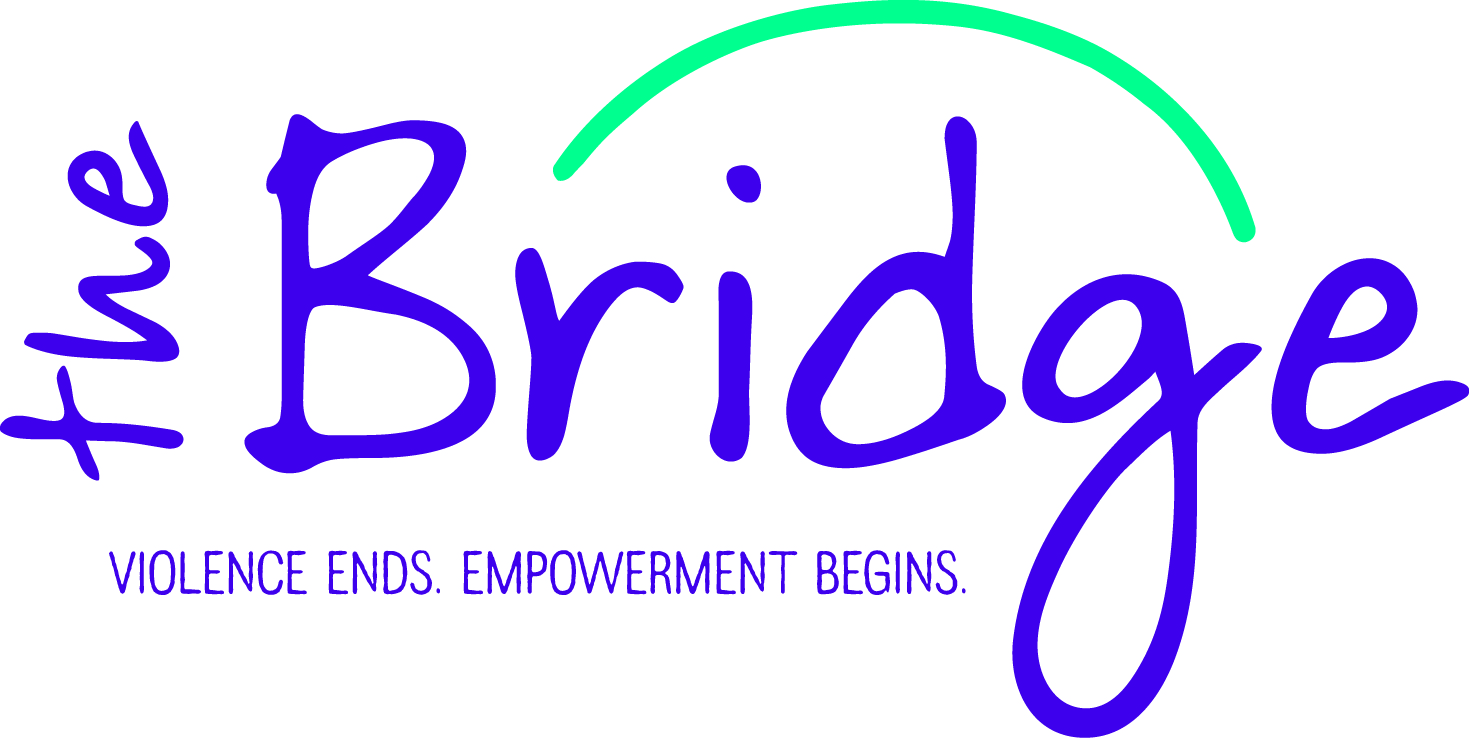 the
Bridge
VIOLENCE ENDS. EMPOWERMENT BEGINS.